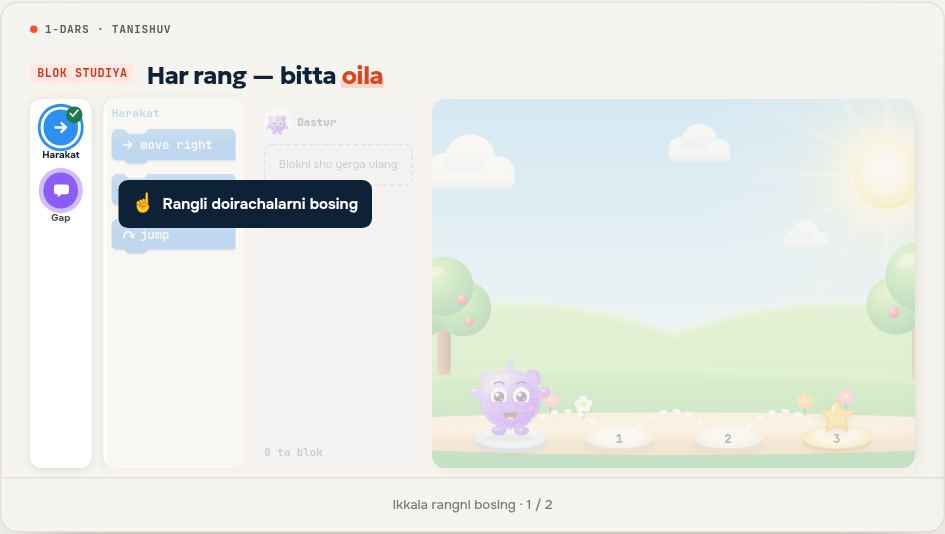 1-DARS · TANISHUV
BLOK STUDIYA
Har rang — bitta oila
Harakat
Gap
Harakat
move right
jump
Dastur
Blokni shu yerga ulang
☝ Rangli doirachalarni bosing
0 ta blok
1
2
3
Ikkala rangni bosing · 1 / 2